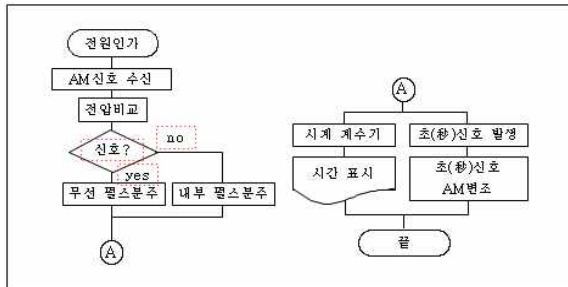 전원인가
AM신호 수신
전압비교
신호?
no
yes
무선 펄스분주
내부 펄스분주
A
A
시계 계수기
초(秒)신호 발생
시간 표시
초(秒)신호
AM변조
끝